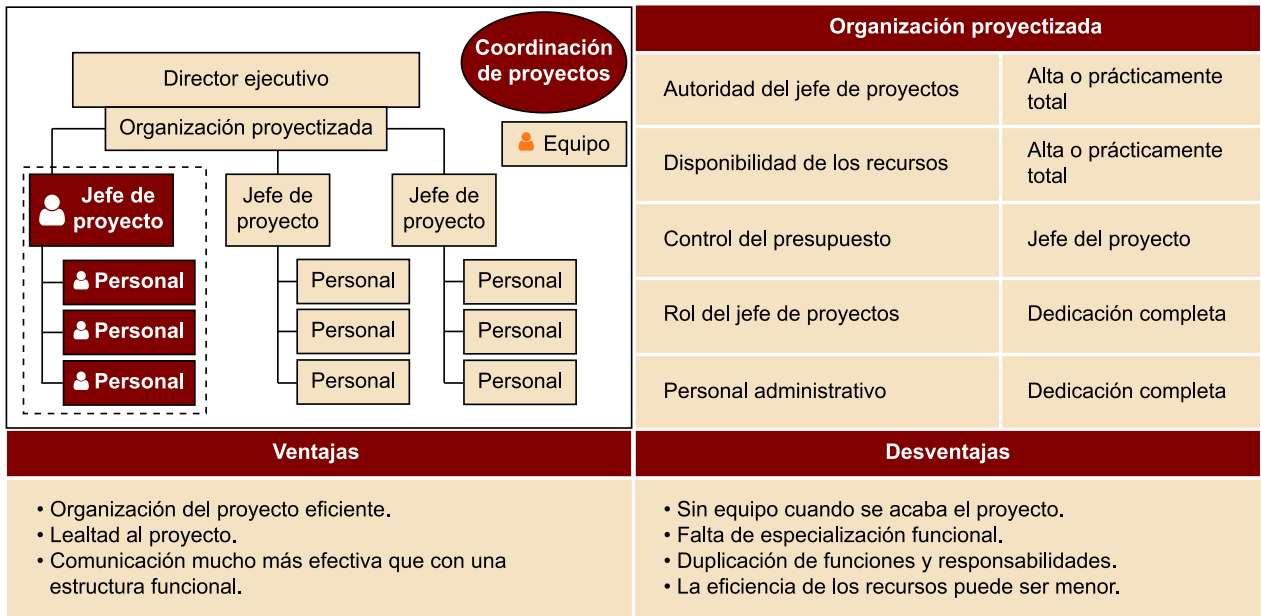 Coordinación
de proyectos
Director ejecutivo
Organización proyectizada
Equipo
Jefe de
proyecto
Personal
Personal
Personal
Jefe de
proyecto
Personal
Personal
Personal
Jefe de
proyecto
Personal
Personal
Personal
Organización proyectizada
Autoridad del jefe de proyectos
Alta o prácticamente
total
Disponibilidad de los recursos
Alta o prácticamente
total
Control del presupuesto
Jefe del proyecto
Rol del jefe de proyectos
Dedicación completa
Personal administrativo
Dedicación completa
Ventajas
• Organización del proyecto eficiente.
• Lealtad al proyecto.
• Comunicación mucho más efectiva que con una
estructura funcional.
Desventajas
• Sin equipo cuando se acaba el proyecto.
• Falta de especialización funcional.
• Duplicación de funciones y responsabilidades.
• La eficiencia de los recursos puede ser menor.